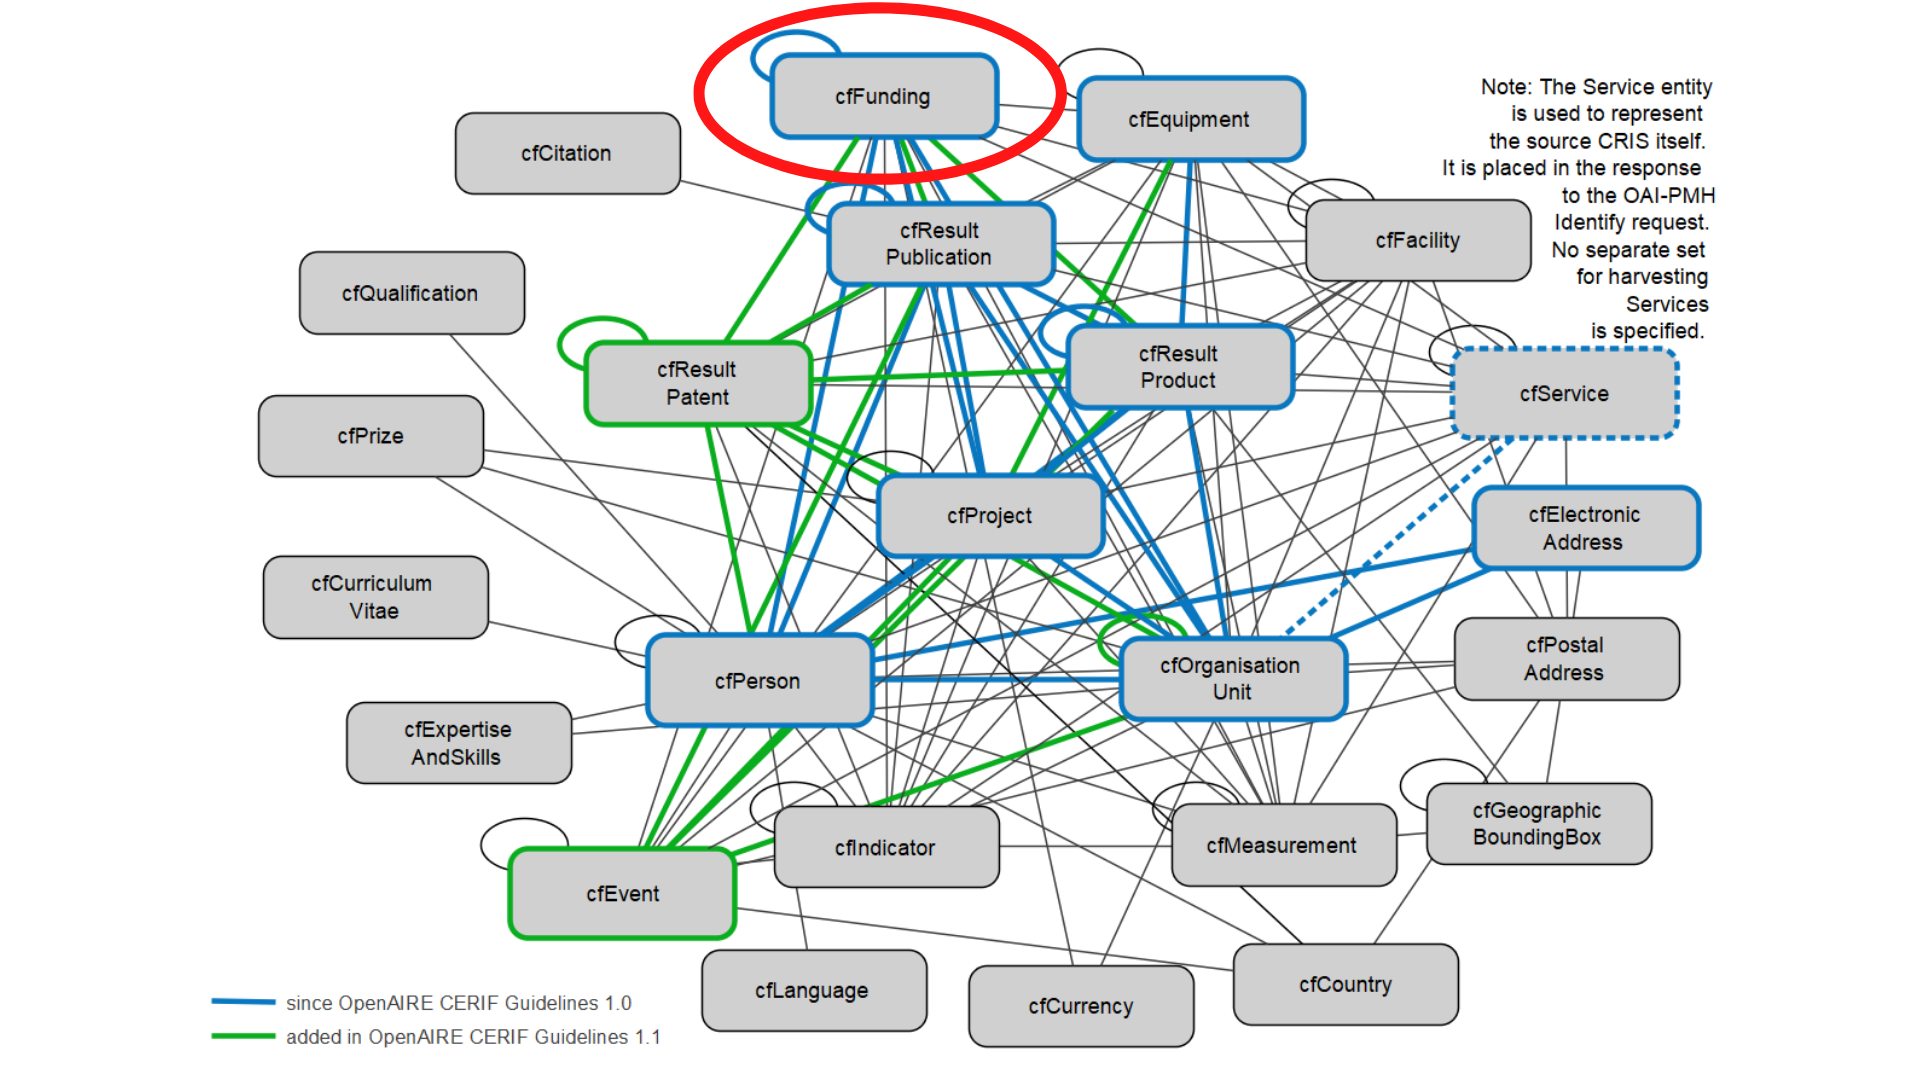 cfFunding
cfEquipment
Note: The Service entity
is used to represent
the source CRIS itself.
It is placed in the response
to the OAI-PMH
Identify request.
No separate set
for harvesting
Services
is specified.
cfCitation
cfResult
Publication
cfFacility
cfQualification
cfResult
Patent
cfResult
Product
cfService
cfPrize
cfProject
cfElectronic
Address
cfCurriculum
Vitae
cfPerson
cfOrganisation
Unit
cfPostal
Address
cfExpertise
AndSkills
cfIndicator
cfMeasurement
cfGeographic
BoundingBox
cfEvent
cfLanguage
cfCurrency
cfCountry
since OpenAIRE CERIF Guidelines 1.0
added in OpenAIRE CERIF Guidelines 1.1